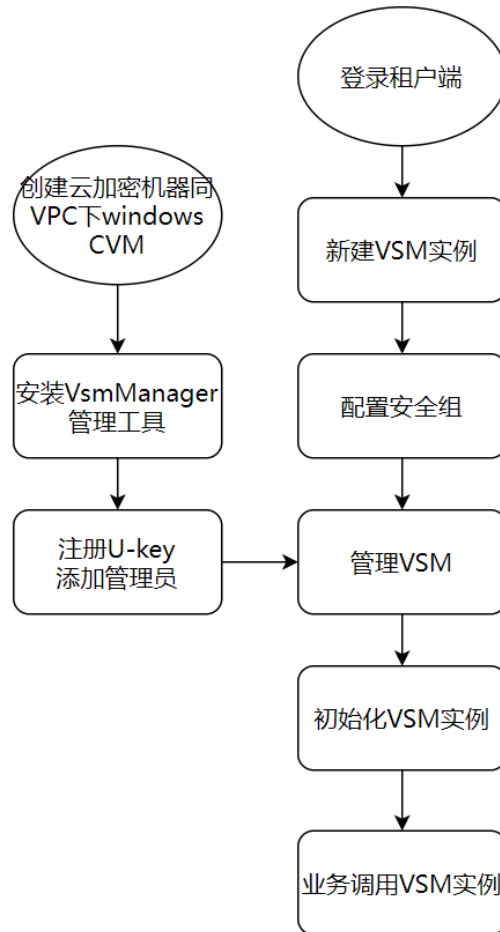 登录租户端
创建云加密机器同
VPC下windows
CVM
新建VSM实例
安装VsmManager
管理工具
配置安全组
注册U-key
添加管理员
管理VSM
初始化VSM实例
业务调用VSM实例